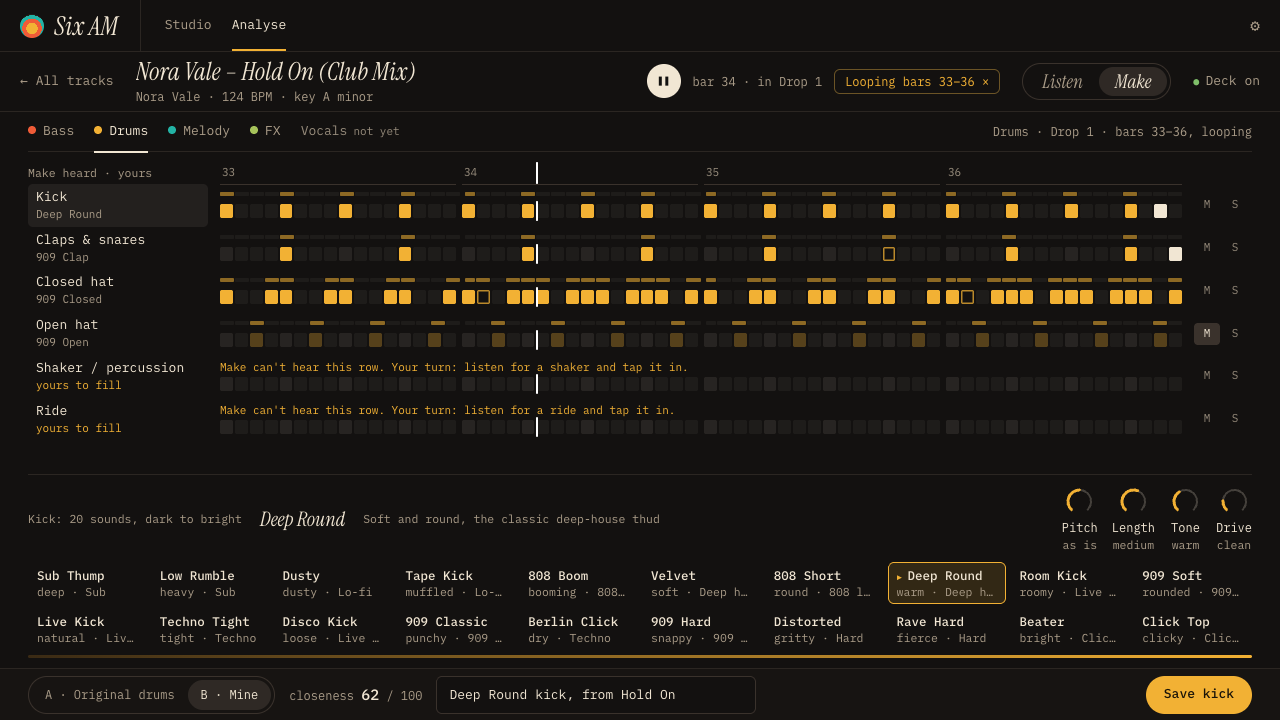 Six AM
Studio Analyse
⚙
← All tracks
Nora Vale – Hold On (Club Mix)
Nora Vale · 124 BPM · key A minor
bar 34 · in Drop 1
Looping bars 33–36 ×
Listen Make
Deck on
Bass Drums Melody FX Vocals not yet
Drums · Drop 1 · bars 33–36, looping
Make heard · yours
33 34 35 36
Kick
Deep Round
M S
Claps & snares
909 Clap
M S
Closed hat
909 Closed
M S
Open hat
909 Open
M S
Shaker / percussion
yours to fill
Make can't hear this row. Your turn: listen for a shaker and tap it in.
M S
Ride
yours to fill
Make can't hear this row. Your turn: listen for a ride and tap it in.
M S
Kick: 20 sounds, dark to bright
Deep Round
Soft and round, the classic deep-house thud
Pitch Length Tone Drive
as is medium warm clean
Sub Thump Low Rumble Dusty Tape Kick 808 Boom Velvet 808 Short ▸ Deep Round Room Kick 909 Soft
deep · Sub heavy · Sub dusty · Lo-fi muffled · Lo-… booming · 808… soft · Deep h… round · 808 l… warm · Deep h… roomy · Live … rounded · 909…
Live Kick Techno Tight Disco Kick 909 Classic Berlin Click 909 Hard Distorted Rave Hard Beater Click Top
natural · Liv… tight · Techno loose · Live … punchy · 909 … dry · Techno snappy · 909 … gritty · Hard fierce · Hard bright · Clic… clicky · Clic…
A · Original drums B · Mine
closeness 62 / 100
Deep Round kick, from Hold On
Save kick